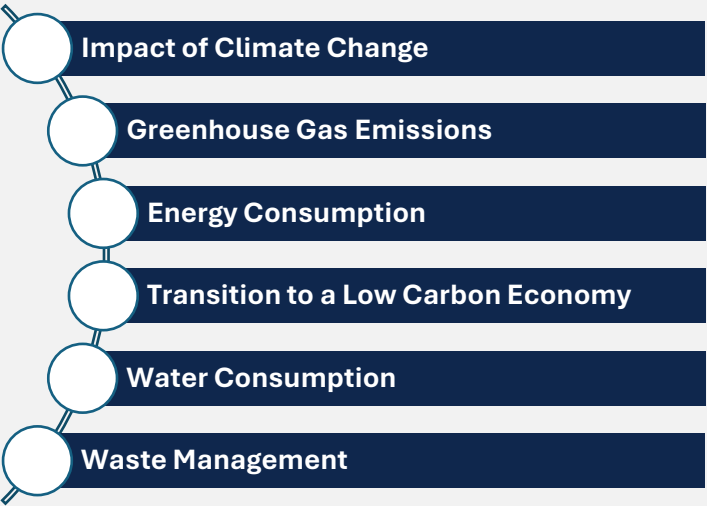 Impact of Climate Change
Greenhouse Gas Emissions
Energy Consumption
Transition to a Low Carbon Economy
Water Consumption
Waste Management